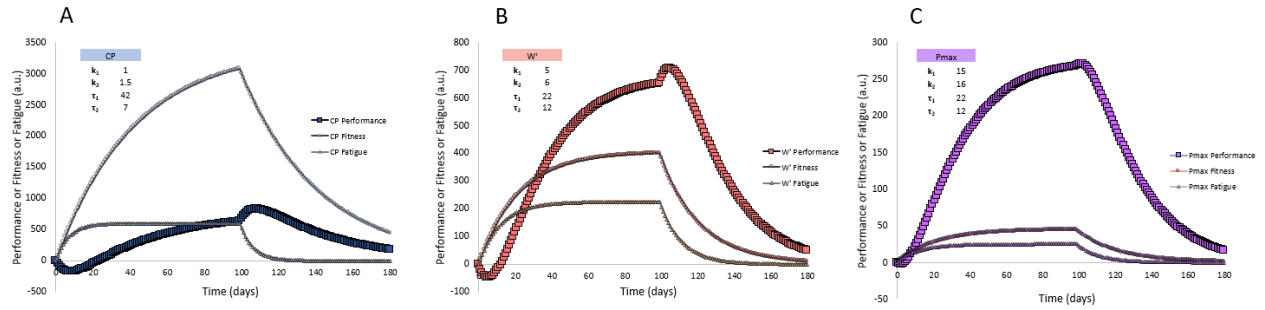 A
Performance or Fitness or Fatigue (a.u.)
3500
3000
2500
2000
1500
1000
500
0
-500
CP
k₁ 1
k₂ 1.5
τ₁ 42
τ₂ 7
CP Performance
CP Fitness
CP Fatigue
0 20 40 60 80 100 120 140 160 180
Time (days)
B
Performance or Fitness or Fatigue (a.u.)
800
700
600
500
400
300
200
100
0
-100
W'
k₁ 5
k₂ 6
τ₁ 22
τ₂ 12
W' Performance
W' Fitness
W' Fatigue
0 20 40 60 80 100 120 140 160 180
Time (days)
C
Performance or Fitness or Fatigue (a.u.)
300
250
200
150
100
50
0
-50
Pmax
k₁ 15
k₂ 16
τ₁ 22
τ₂ 12
Pmax Performance
Pmax Fitness
Pmax Fatigue
0 20 40 60 80 100 120 140 160 180
Time (days)